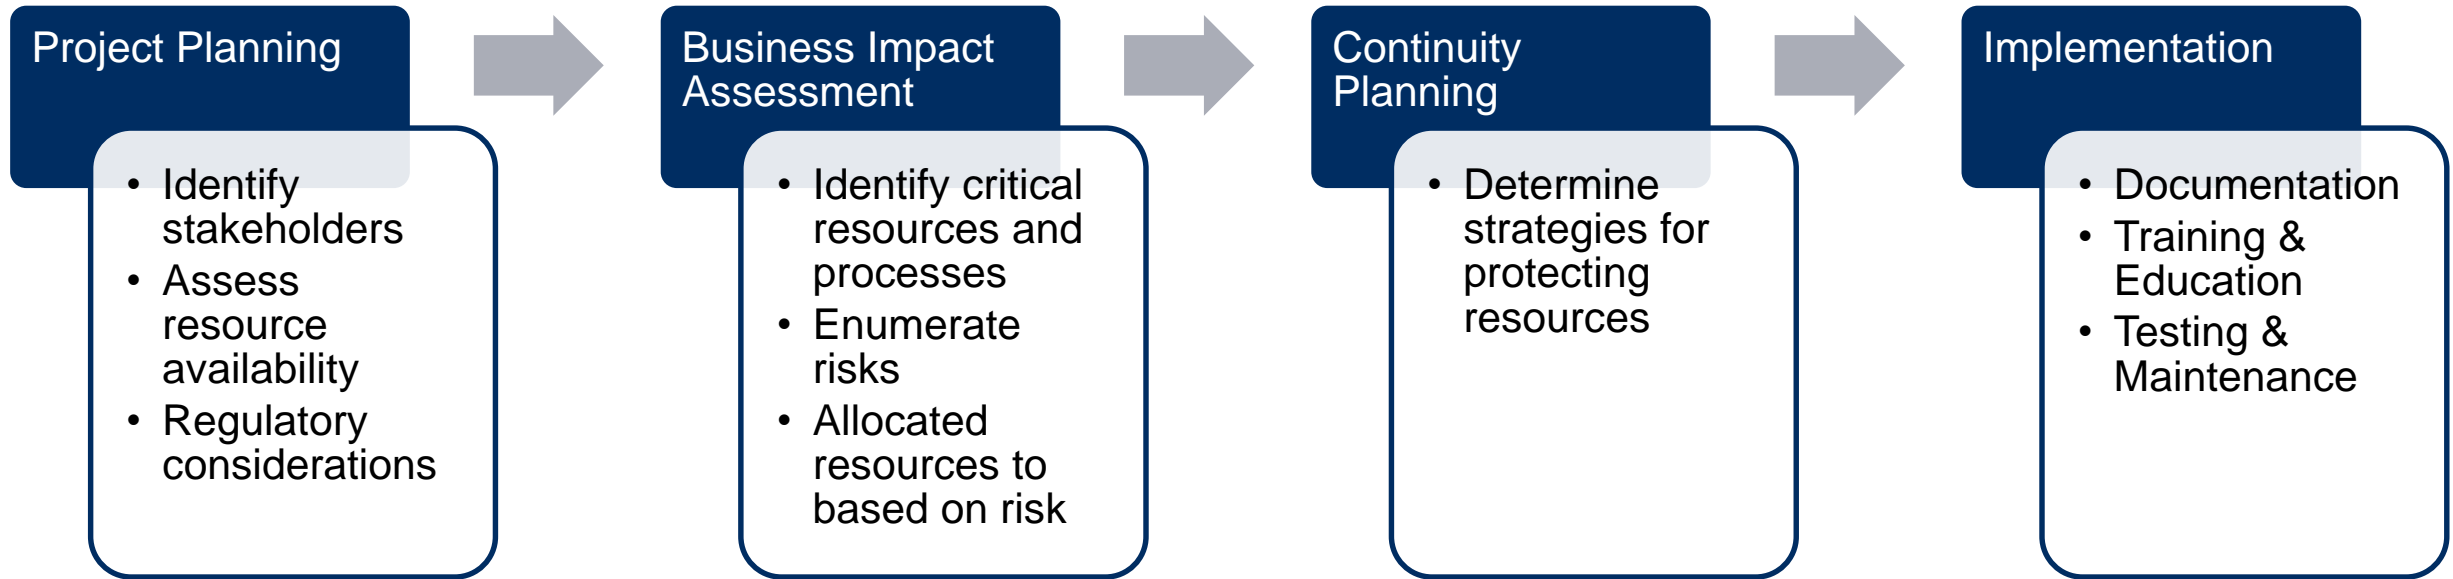 Project Planning
• Identify
stakeholders
• Assess
resource
availability
• Regulatory
considerations
Business Impact
Assessment
• Identify critical
resources and
processes
• Enumerate
risks
• Allocated
resources to
based on risk
Continuity
Planning
• Determine
strategies for
protecting
resources
Implementation
• Documentation
• Training &
Education
• Testing &
Maintenance